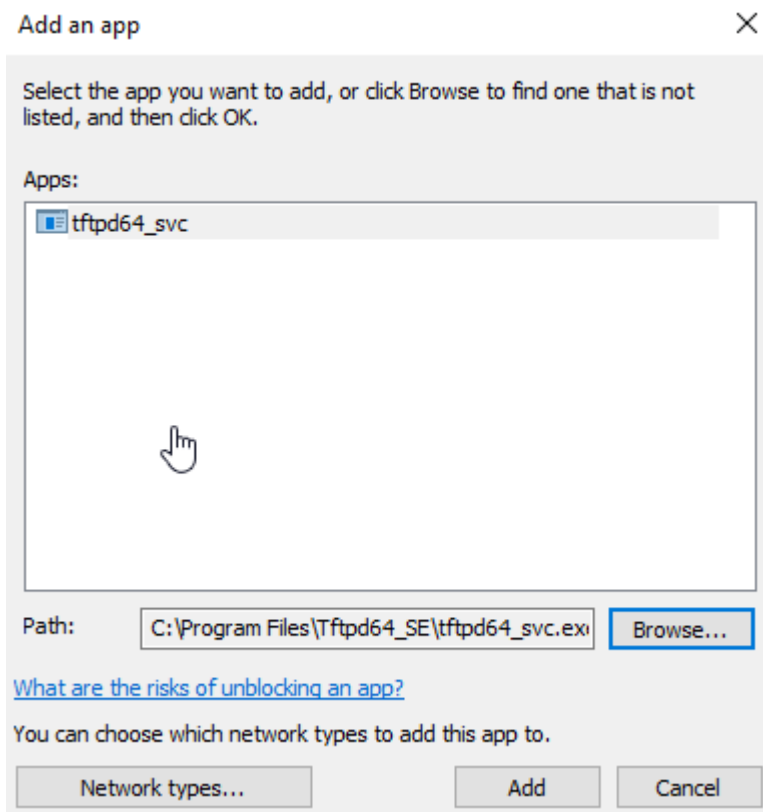 Add an app
Select the app you want to add, or click Browse to find one that is not
listed, and then click OK.
Apps:
tftpd64_svc
Path:
C:\Program Files\Tftpd64_SE\tftpd64_svc.exe
Browse...
What are the risks of unblocking an app?
You can choose which network types to add this app to.
Network types...
Add
Cancel